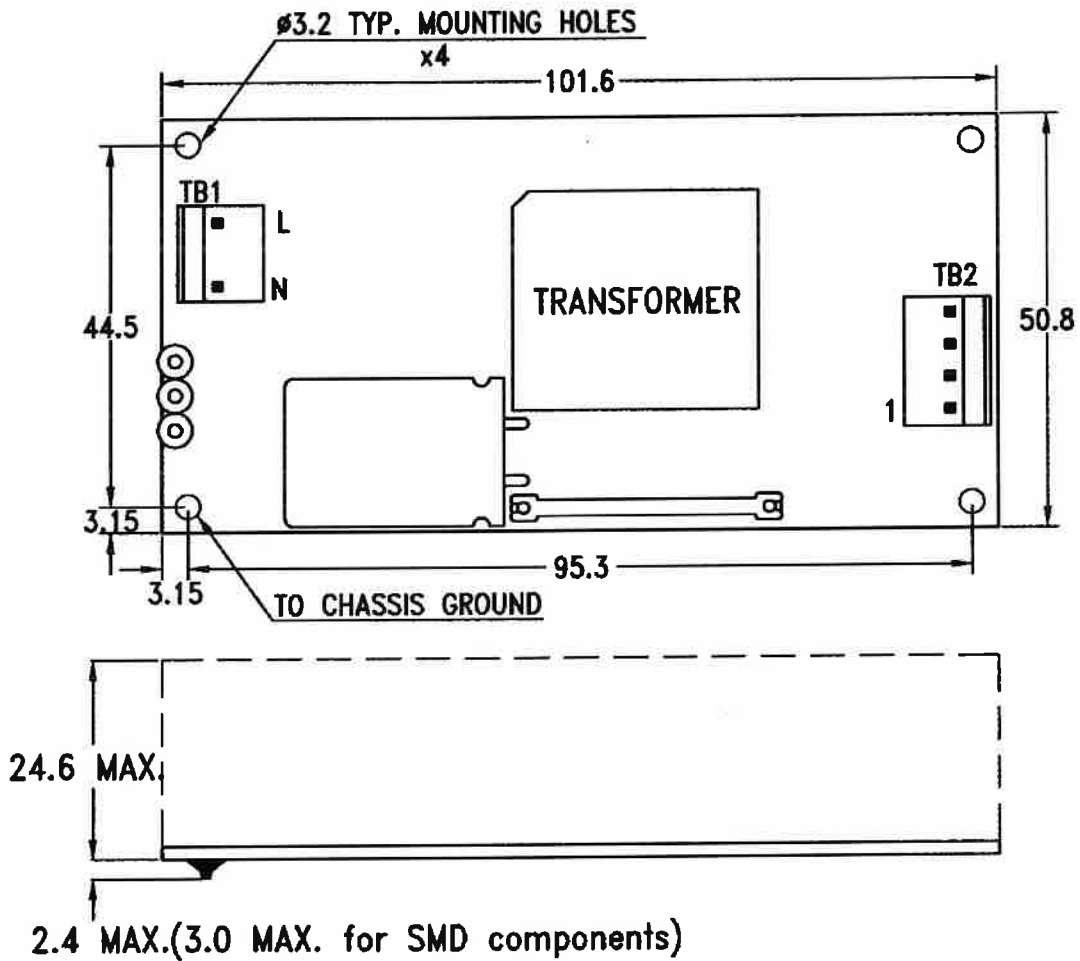 ø3.2 TYP. MOUNTING HOLES
x4
101.6
TB1
L
N
TRANSFORMER
TB2
1
44.5
50.8
3.15
3.15
95.3
TO CHASSIS GROUND
24.6 MAX.
2.4 MAX.(3.0 MAX. for SMD components)